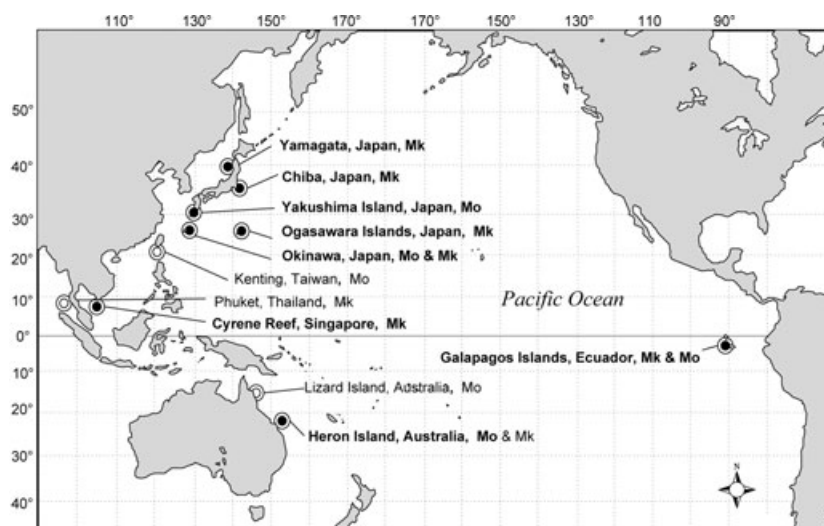 110° 130° 150° 170° 170° 150° 130° 110 90°
50°
40°
30°
20°
10°
0°
10°
20°
30°
40°
Yamagata, Japan, Mk
Chiba, Japan, Mk
Yakushima Island, Japan, Mo
Ogasawara Islands, Japan, Mk
Okinawa, Japan, Mo & Mk
Kenting, Taiwan, Mo
Phuket, Thailand, Mk
Cyrene Reef, Singapore, Mk
Pacific Ocean
Galapagos Islands, Ecuador, Mk & Mo
Lizard Island, Australia, Mo
Heron Island, Australia, Mo & Mk
N